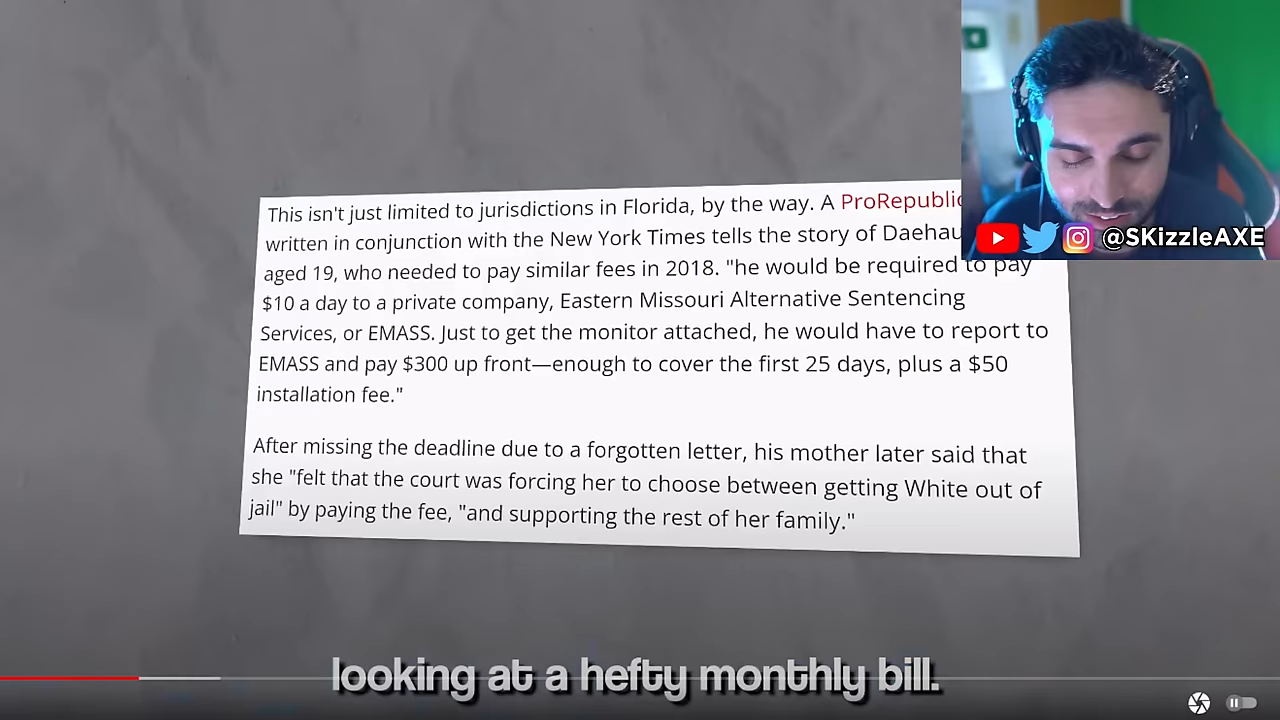 This isn't just limited to jurisdictions in Florida, by the way. A ProRepublic
written in conjunction with the New York Times tells the story of Daehau
aged 19, who needed to pay similar fees in 2018. "he would be required to pay
$10 a day to a private company, Eastern Missouri Alternative Sentencing
Services, or EMASS. Just to get the monitor attached, he would have to report to
EMASS and pay $300 up front—enough to cover the first 25 days, plus a $50
installation fee."
After missing the deadline due to a forgotten letter, his mother later said that
she "felt that the court was forcing her to choose between getting White out of
jail" by paying the fee, "and supporting the rest of her family."
@SKizzleAXE
looking at a hefty monthly bill.